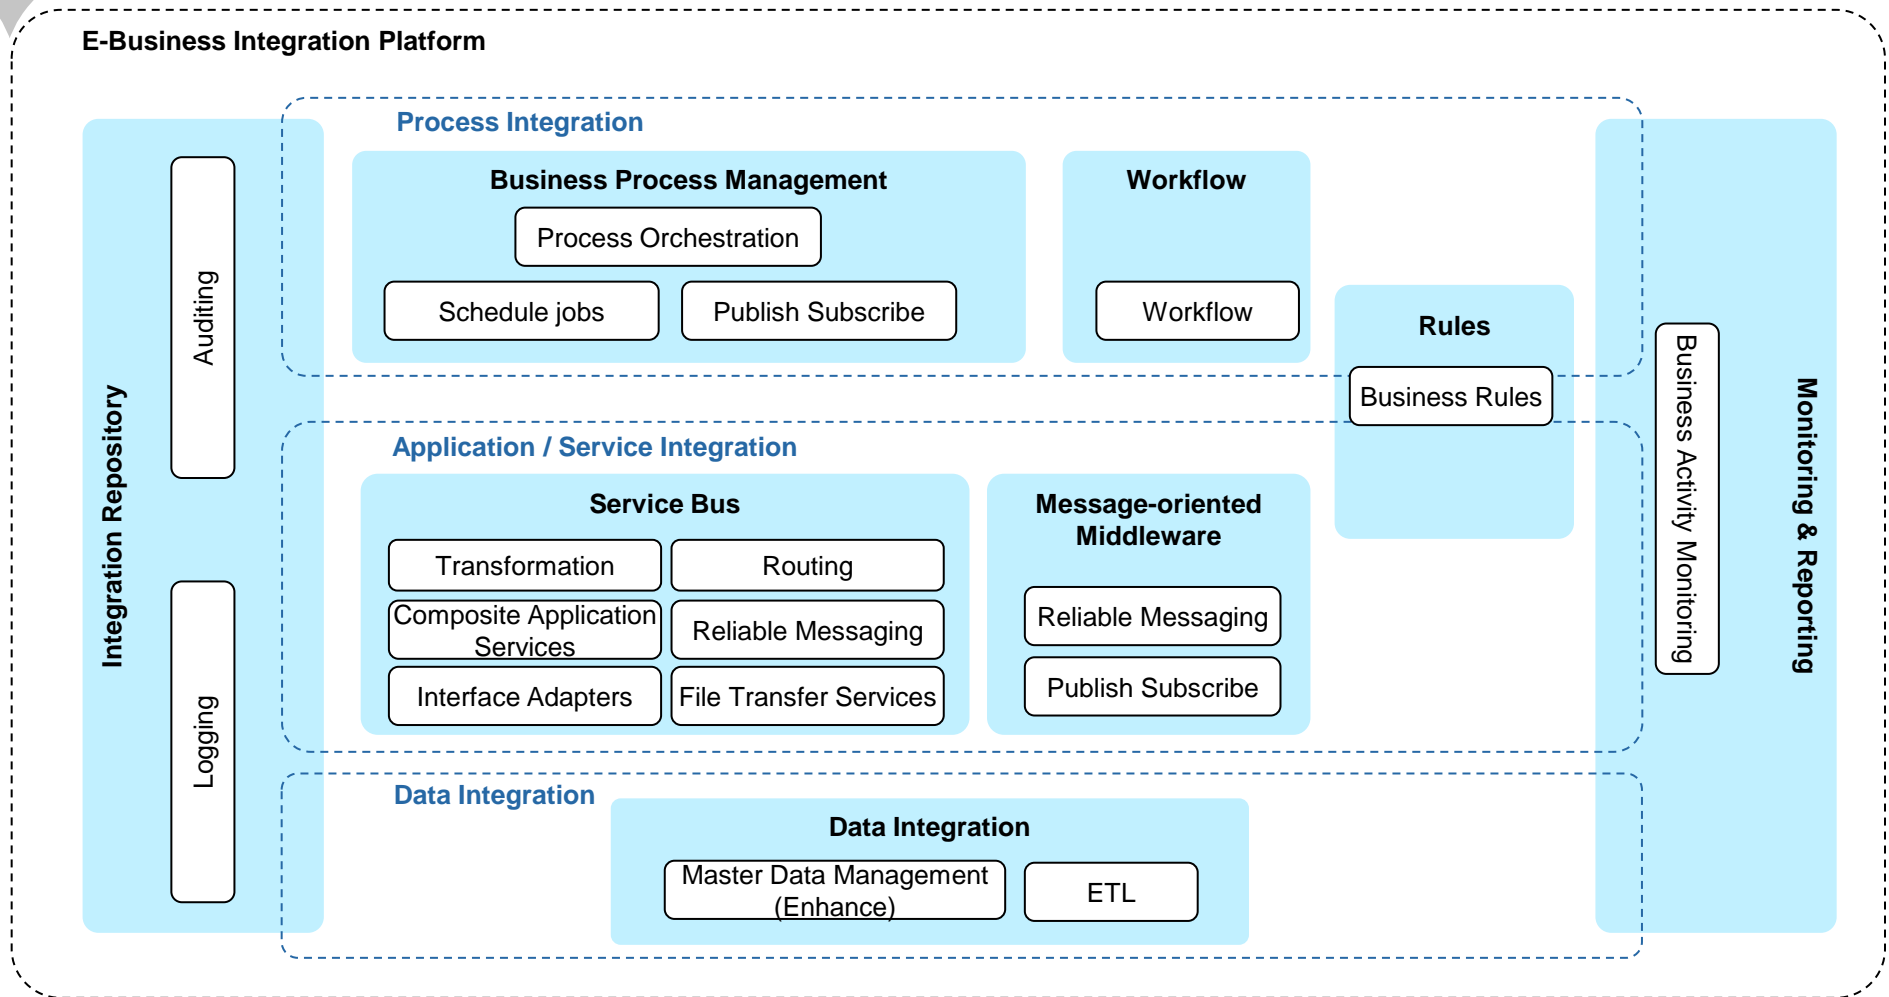 E-Business Integration Platform
Integration Repository
Auditing
Logging
Process Integration
Business Process Management
Process Orchestration
Schedule jobs
Publish Subscribe
Workflow
Workflow
Rules
Business Rules
Application / Service Integration
Service Bus
Transformation
Routing
Composite Application
Services
Reliable Messaging
Interface Adapters
File Transfer Services
Message-oriented
Middleware
Reliable Messaging
Publish Subscribe
Data Integration
Data Integration
Master Data Management
(Enhance)
ETL
Business Activity Monitoring
Monitoring & Reporting